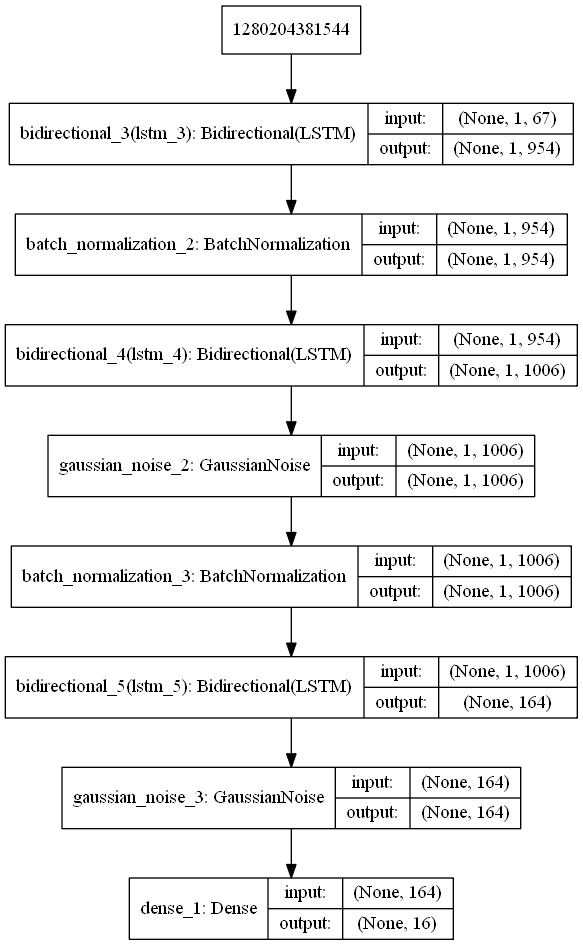 1280204381544
bidirectional_3(lstm_3): Bidirectional(LSTM)
input: (None, 1, 67)
output: (None, 1, 954)
batch_normalization_2: BatchNormalization
input: (None, 1, 954)
output: (None, 1, 954)
bidirectional_4(lstm_4): Bidirectional(LSTM)
input: (None, 1, 954)
output: (None, 1, 1006)
gaussian_noise_2: GaussianNoise
input: (None, 1, 1006)
output: (None, 1, 1006)
batch_normalization_3: BatchNormalization
input: (None, 1, 1006)
output: (None, 1, 1006)
bidirectional_5(lstm_5): Bidirectional(LSTM)
input: (None, 1, 1006)
output: (None, 164)
gaussian_noise_3: GaussianNoise
input: (None, 164)
output: (None, 164)
dense_1: Dense
input: (None, 164)
output: (None, 16)